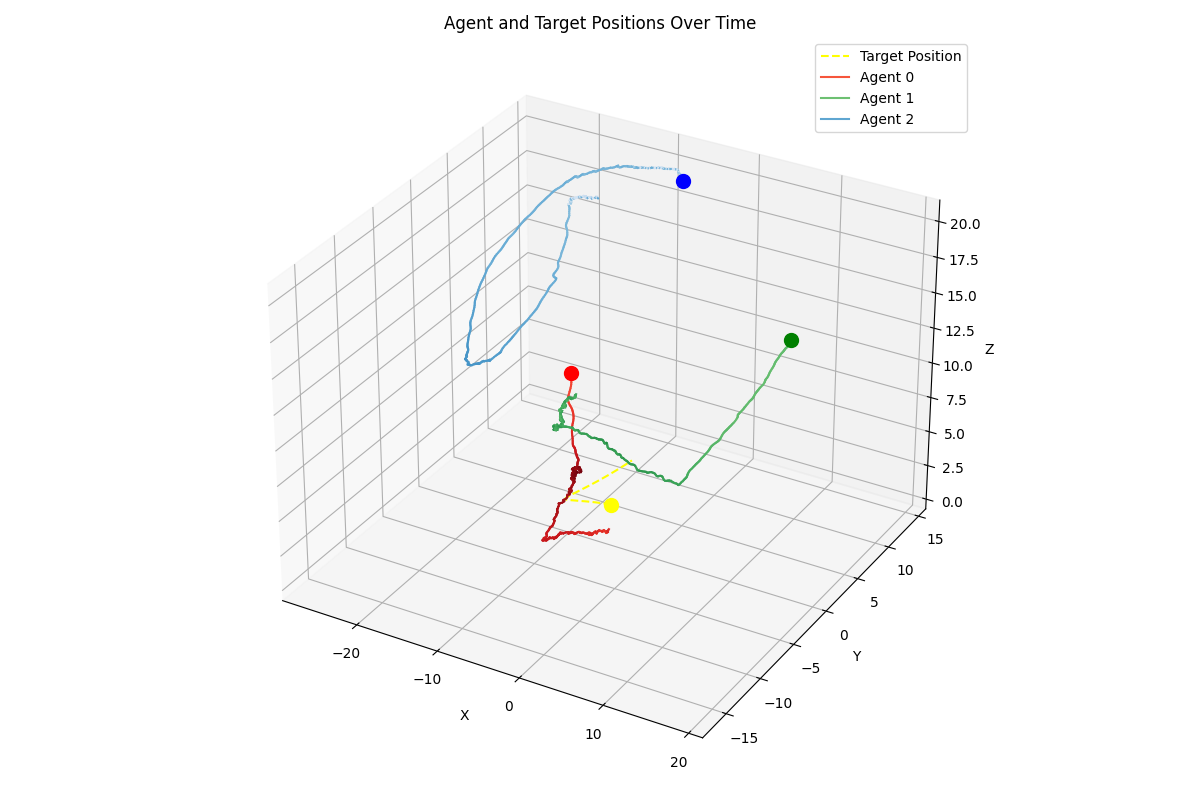 Agent and Target Positions Over Time
Target Position
Agent 0
Agent 1
Agent 2
20.0
17.5
15.0
12.5
Z
10.0
7.5
5.0
2.5
0.0
15
10
5
0
Y
−5
−10
−15
−20
−10
X
0
10
20